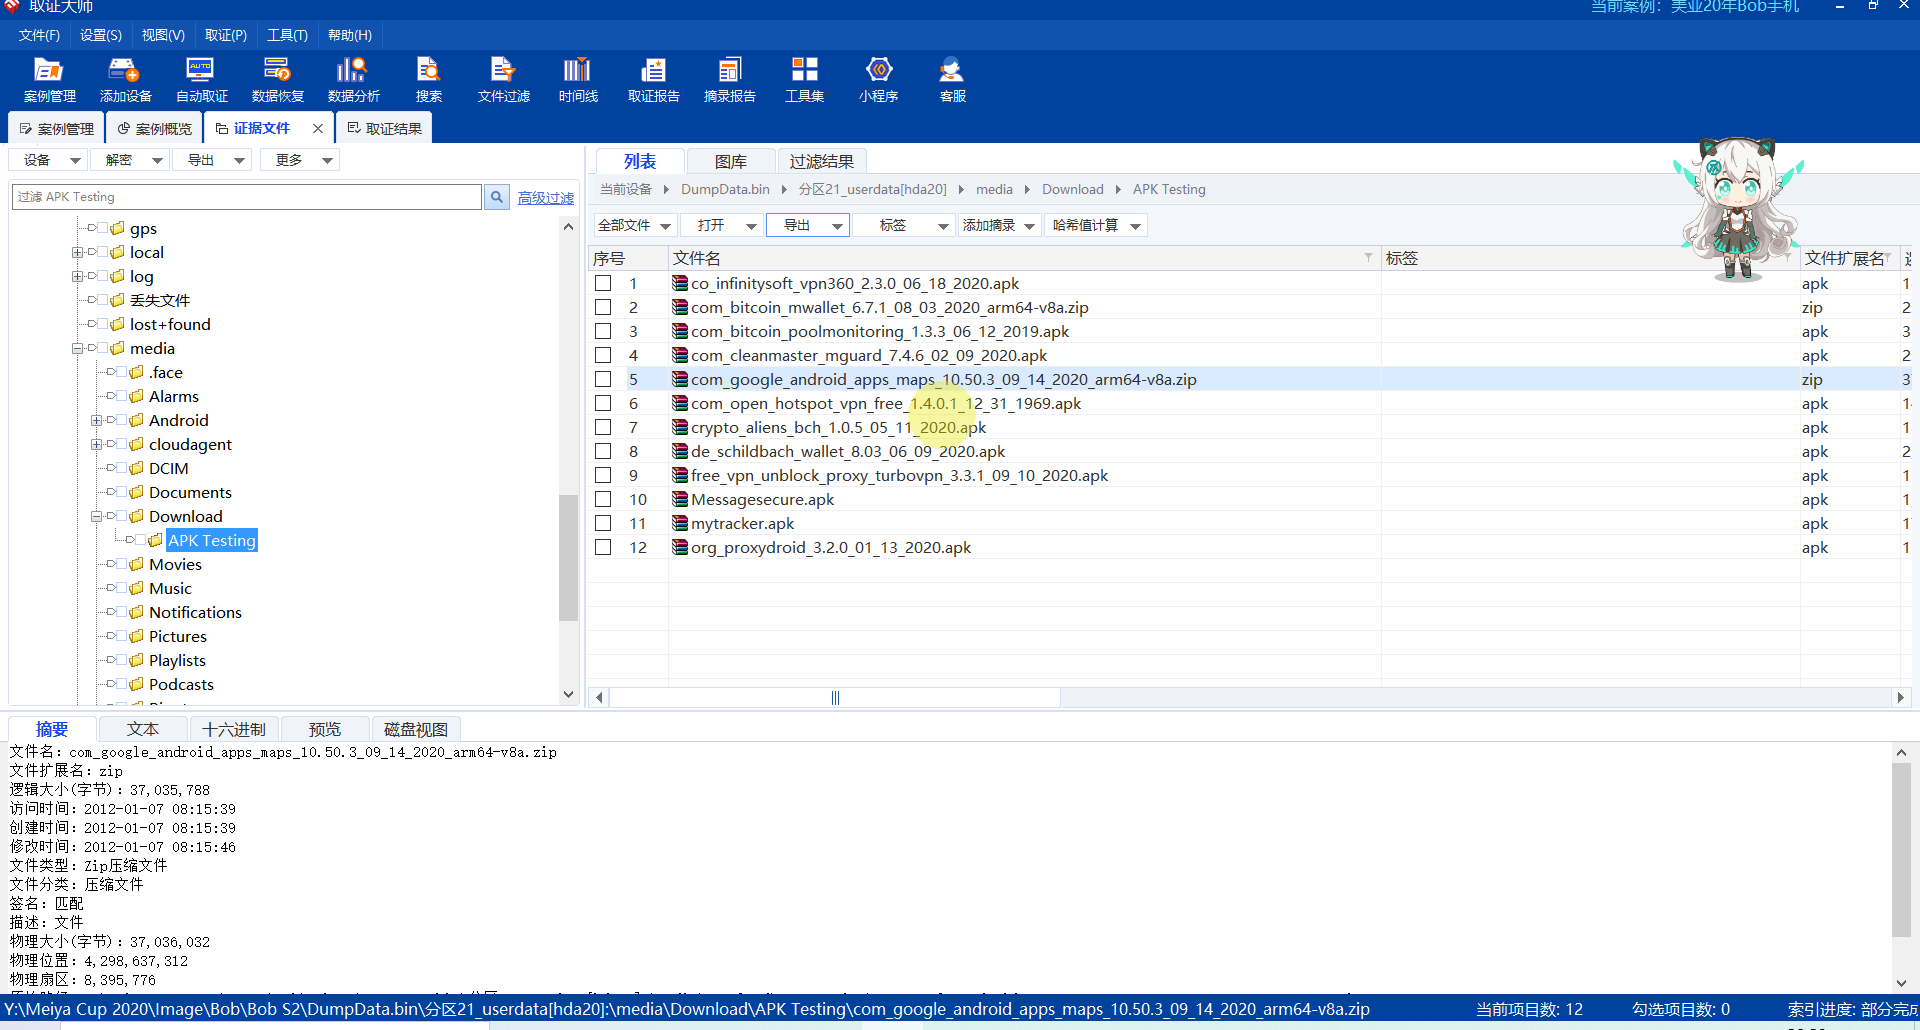 取证大师
当前案例：美亚20年Bob手机
文件(F) 设置(S) 视图(V) 取证(P) 工具(T) 帮助(H)
AUTO
案例管理 添加设备 自动取证 数据恢复 数据分析 搜索 文件过滤 时间线 取证报告 摘录报告 工具集 小程序 客服
案例管理 案例概览 证据文件 取证结果
设备 解密 导出 更多
过滤 APK Testing
高级过滤
gps
local
log
丢失文件
lost+found
media
.face
Alarms
Android
cloudagent
DCIM
Documents
Download
APK Testing
Movies
Music
Notifications
Pictures
Playlists
Podcasts
列表 图库 过滤结果
当前设备 DumpData.bin 分区21_userdata[hda20] media Download APK Testing
全部文件 打开 导出 标签 添加摘录 哈希值计算
序号 文件名 标签 文件扩展名
1 co_infinitysoft_vpn360_2.3.0_06_18_2020.apk apk 1
2 com_bitcoin_mwallet_6.7.1_08_03_2020_arm64-v8a.zip zip 2
3 com_bitcoin_poolmonitoring_1.3.3_06_12_2019.apk apk 3
4 com_cleanmaster_mguard_7.4.6_02_09_2020.apk apk 2
5 com_google_android_apps_maps_10.50.3_09_14_2020_arm64-v8a.zip zip 3
6 com_open_hotspot_vpn_free_1.4.0.1_12_31_1969.apk apk 1
7 crypto_aliens_bch_1.0.5_05_11_2020.apk apk 1
8 de_schildbach_wallet_8.03_06_09_2020.apk apk 2
9 free_vpn_unblock_proxy_turbovpn_3.3.1_09_10_2020.apk apk 1
10 Messagesecure.apk apk 1
11 mytracker.apk apk 1
12 org_proxydroid_3.2.0_01_13_2020.apk apk 1
摘要 文本 十六进制 预览 磁盘视图
文件名：com_google_android_apps_maps_10.50.3_09_14_2020_arm64-v8a.zip
文件扩展名：zip
逻辑大小(字节)：37,035,788
访问时间：2012-01-07 08:15:39
创建时间：2012-01-07 08:15:39
修改时间：2012-01-07 08:15:46
文件类型：Zip压缩文件
文件分类：压缩文件
签名：匹配
描述：文件
物理大小(字节)：37,036,032
物理位置：4,298,637,312
物理扇区：8,395,776
Y:\Meiya Cup 2020\Image\Bob\Bob S2\DumpData.bin\分区21_userdata[hda20]:\media\Download\APK Testing\com_google_android_apps_maps_10.50.3_09_14_2020_arm64-v8a.zip
当前项目数: 12 勾选项目数: 0 索引进度: 部分完成